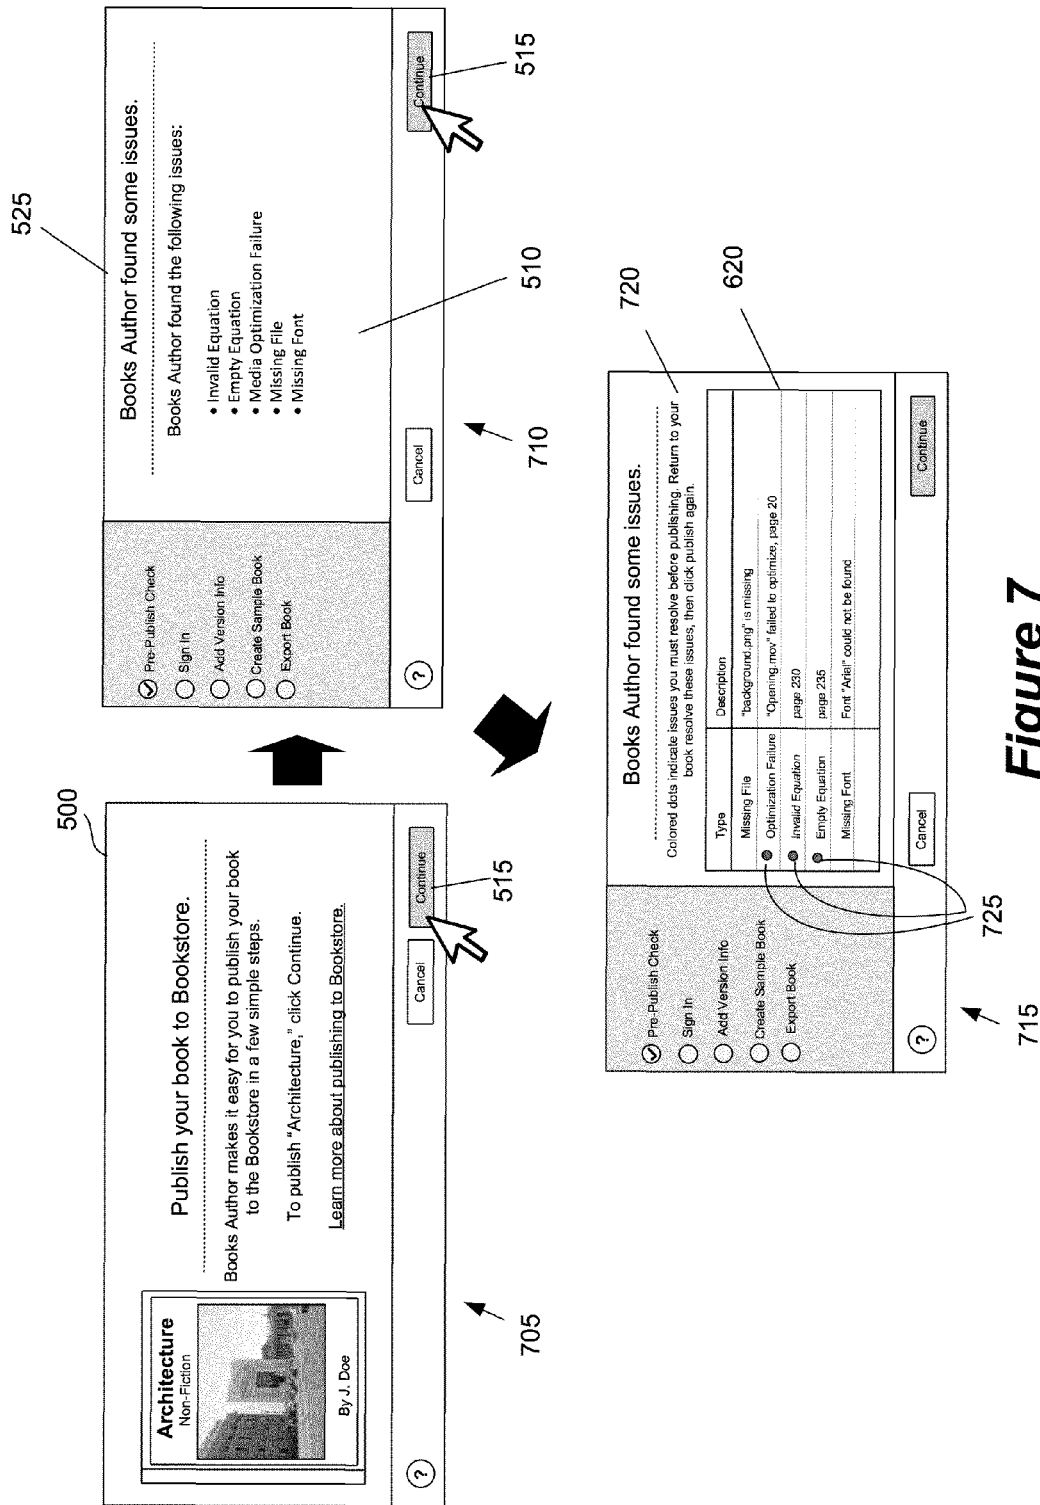 500
Architecture
Non-Fiction
By J. Doe
Publish your book to Bookstore.
Books Author makes it easy for you to publish your book
to the Bookstore in a few simple steps.
To publish “Architecture,” click Continue.
Learn more about publishing to Bookstore.
?
Cancel
Continue
515
705
525
Pre-Publish Check
Sign In
Add Version Info
Create Sample Book
Export Book
Books Author found some issues.
Books Author found the following issues:
• Invalid Equation
• Empty Equation
• Media Optimization Failure
• Missing File
• Missing Font
?
Cancel
Continue
515
510
710
Pre-Publish Check
Sign In
Add Version Info
Create Sample Book
Export Book
Books Author found some issues.
Colored dots indicate issues you must resolve before publishing. Return to your
book resolve these issues, then click publish again.
Type Description
Missing File "background.png" is missing
Optimization Failure "Opening.mov" failed to optimize, page 20
Invalid Equation page 230
Empty Equation page 235
Missing Font Font "Arial" could not be found
?
Cancel
Continue
720
620
725
715
Figure 7